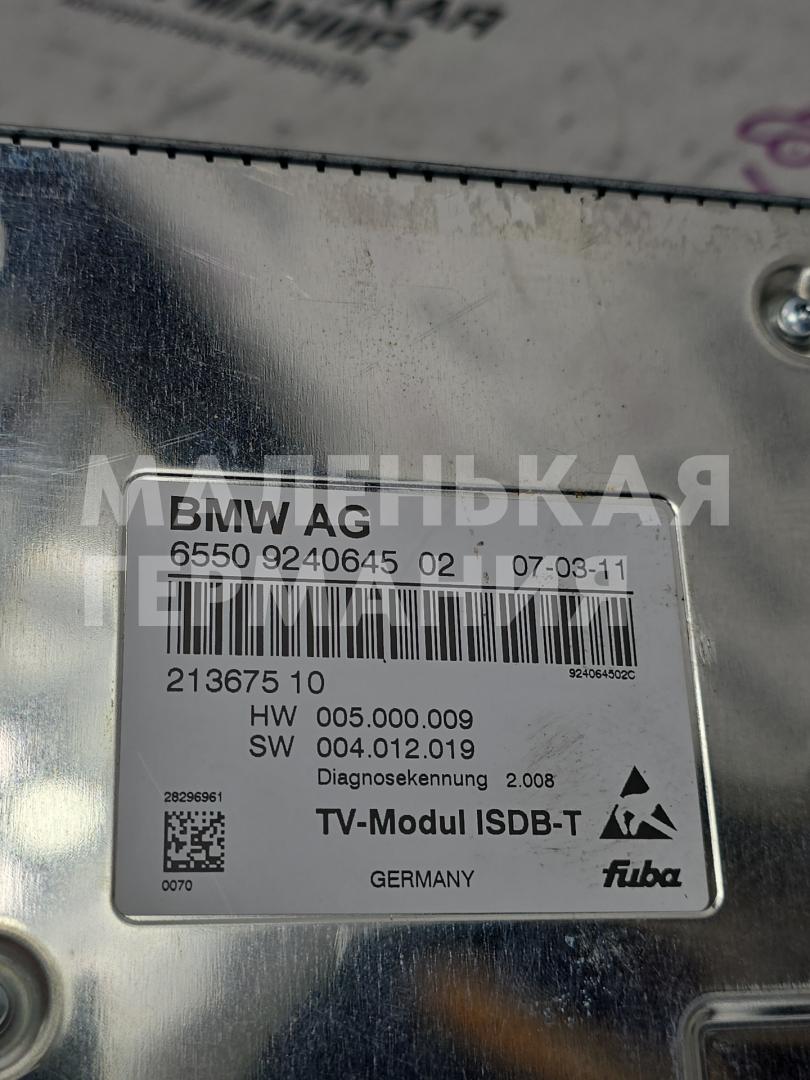 МАНИЯ
МАЛЕНЬКАЯ
ГЕРМАНИЯ
BMW AG
6550 9240645 02 07-03-11
924064502C
213675 10
HW 005.000.009
SW 004.012.019
Diagnosekennung 2.008
28296961
TV-Modul ISDB-T
0070
GERMANY
fuba